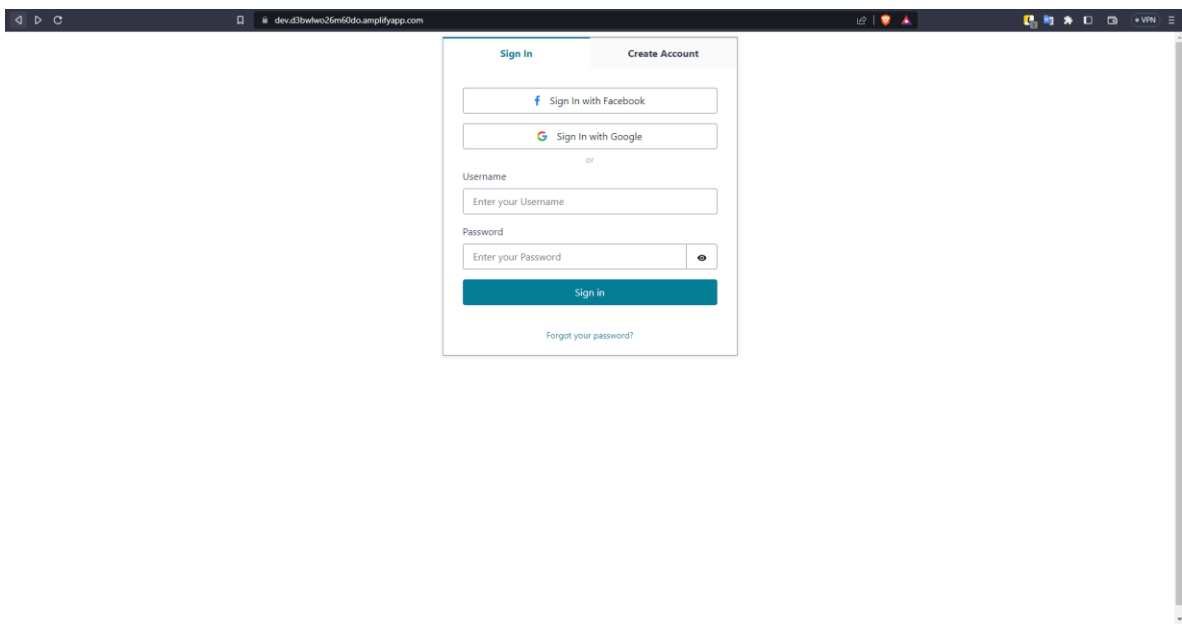 dev.d3bwlwo26m60do.amplifyapp.com
VPN
Sign In
Create Account
Sign In with Facebook
Sign In with Google
or
Username
Enter your Username
Password
Enter your Password
Sign in
Forgot your password?